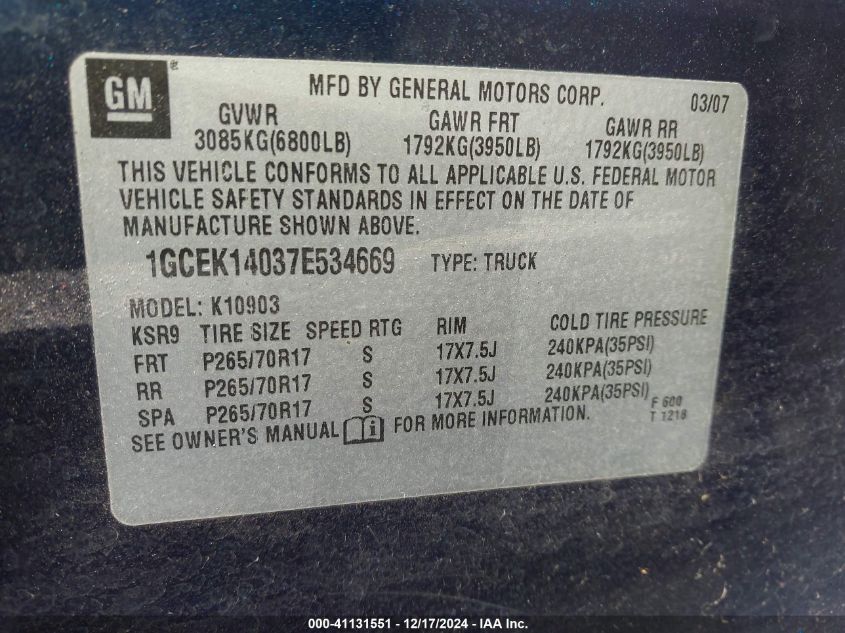 GM ®
MFD BY GENERAL MOTORS CORP. 03/07
GVWR GAWR FRT GAWR RR
3085KG(6800LB) 1792KG(3950LB) 1792KG(3950LB)
THIS VEHICLE CONFORMS TO ALL APPLICABLE U.S. FEDERAL MOTOR
VEHICLE SAFETY STANDARDS IN EFFECT ON THE DATE OF
MANUFACTURE SHOWN ABOVE.
1GCEK14037E534669 TYPE: TRUCK
MODEL: K10903
KSR9 TIRE SIZE SPEED RTG RIM COLD TIRE PRESSURE
FRT P265/70R17 S 17X7.5J 240KPA(35PSI)
RR P265/70R17 S 17X7.5J 240KPA(35PSI)
SPA P265/70R17 S 17X7.5J 240KPA(35PSI)
F 600
SEE OWNER'S MANUAL i FOR MORE INFORMATION. T 1218
000-41131551 - 12/17/2024 - IAA Inc.